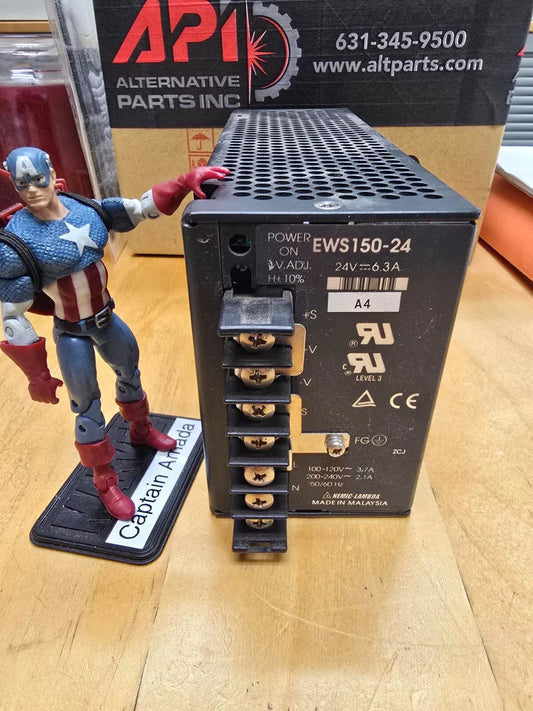 API
ALTERNATIVE
PARTS INC
631-345-9500
www.altparts.com
A
POWER
ON
V.ADJ.
H± 10%
EWS150-24
24V⎓6.3A
A4
+S
-V
-V
S
R
C
LEVEL 3
CE
FG
ZCJ
L
N
100-120V~ 3.7A
200-240V~ 2.1A
50/60 Hz
NEMIC-LAMBDA
MADE IN MALAYSIA
Captain Amada